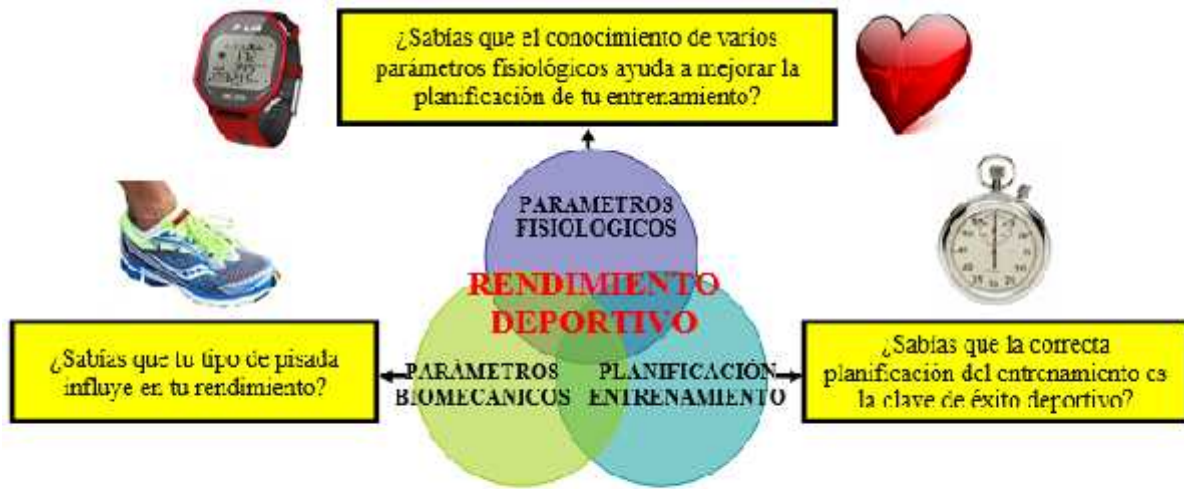 ¿Sabías que el conocimiento de varios
parámetros fisiológicos ayuda a mejorar la
planificación de tu entrenamiento?
PARAMETROS
FISIOLOGICOS
RENDIMIENTO
DEPORTIVO
¿Sabías que tu tipo de pisada
influye en tu rendimiento?
PARÁMETROS
BIOMECANICOS
PLANIFICACIÓN
ENTRENAMIENTO
¿Sabías que la correcta
planificación del entrenamiento es
la clave de éxito deportivo?